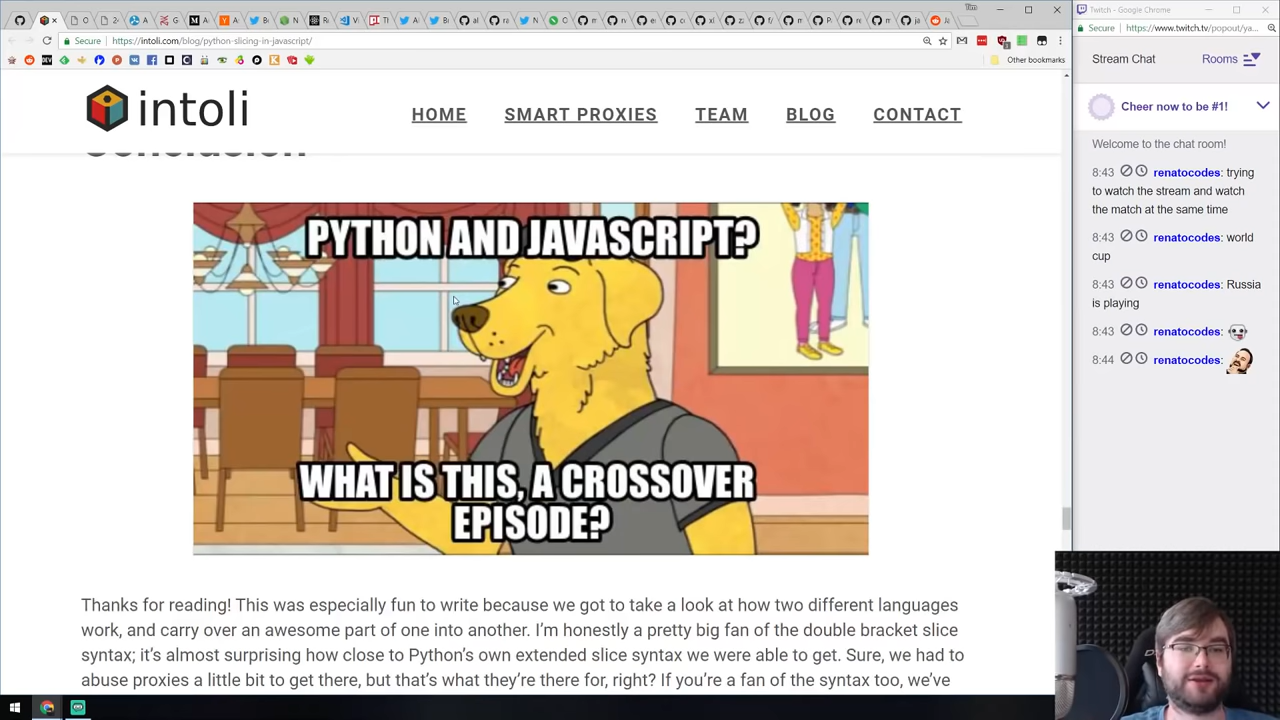 Tim
Twitch - Google Chrome
Secure
https://intoli.com/blog/python-slicing-in-javascript/
Secure
https://www.twitch.tv/popout/ya...
Other bookmarks
intoli
HOME
SMART PROXIES
TEAM
BLOG
CONTACT
Conclusion
PYTHON AND JAVASCRIPT?
WHAT IS THIS, A CROSSOVER
EPISODE?
Thanks for reading! This was especially fun to write because we got to take a look at how two different languages
work, and carry over an awesome part of one into another. I'm honestly a pretty big fan of the double bracket slice
syntax; it's almost surprising how close to Python's own extended slice syntax we were able to get. Sure, we had to
abuse proxies a little bit to get there, but that's what they're there for, right? If you're a fan of the syntax too, we've
Stream Chat
Rooms
Cheer now to be #1!
Welcome to the chat room!
8:43 renatocodes: trying
to watch the stream and watch
the match at the same time
8:43 renatocodes: world
cup
8:43 renatocodes: Russia
is playing
8:43 renatocodes:
8:44 renatocodes: